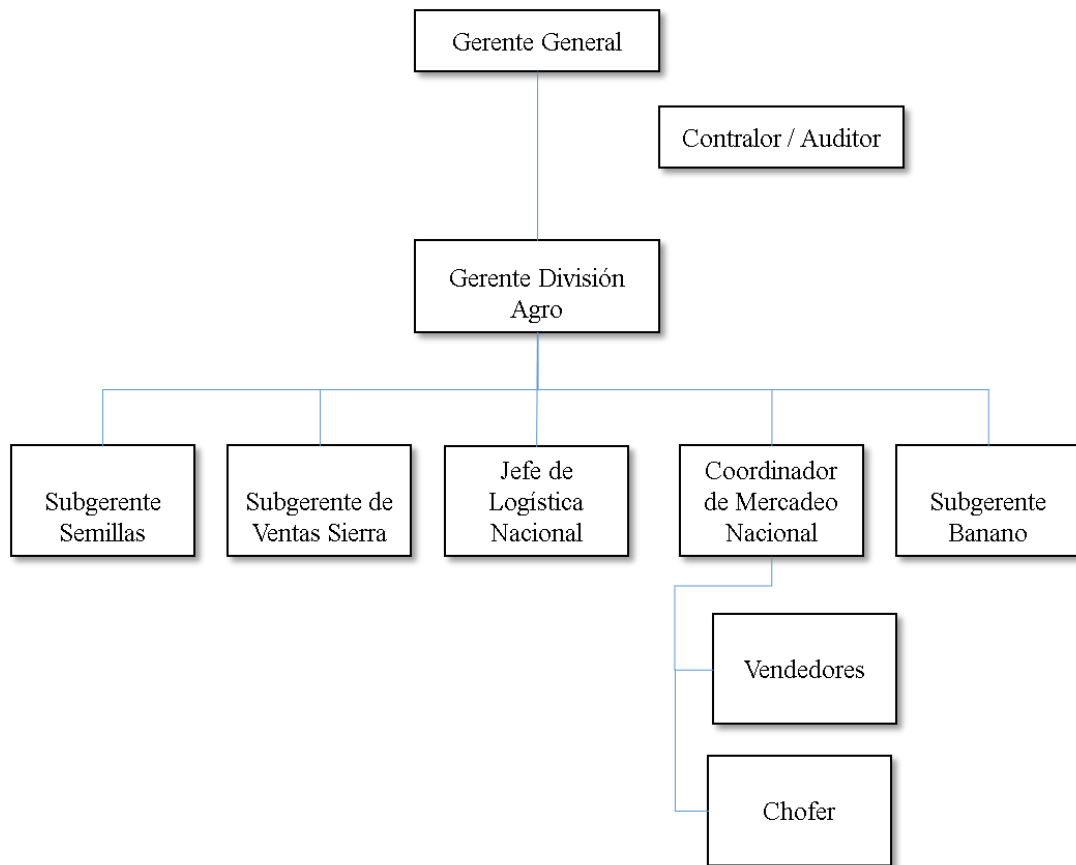 Gerente General
Contralor / Auditor
Gerente División
Agro
Subgerente
Semillas
Subgerente de
Ventas Sierra
Jefe de
Logística
Nacional
Coordinador
de Mercadeo
Nacional
Subgerente
Banano
Vendedores
Chofer